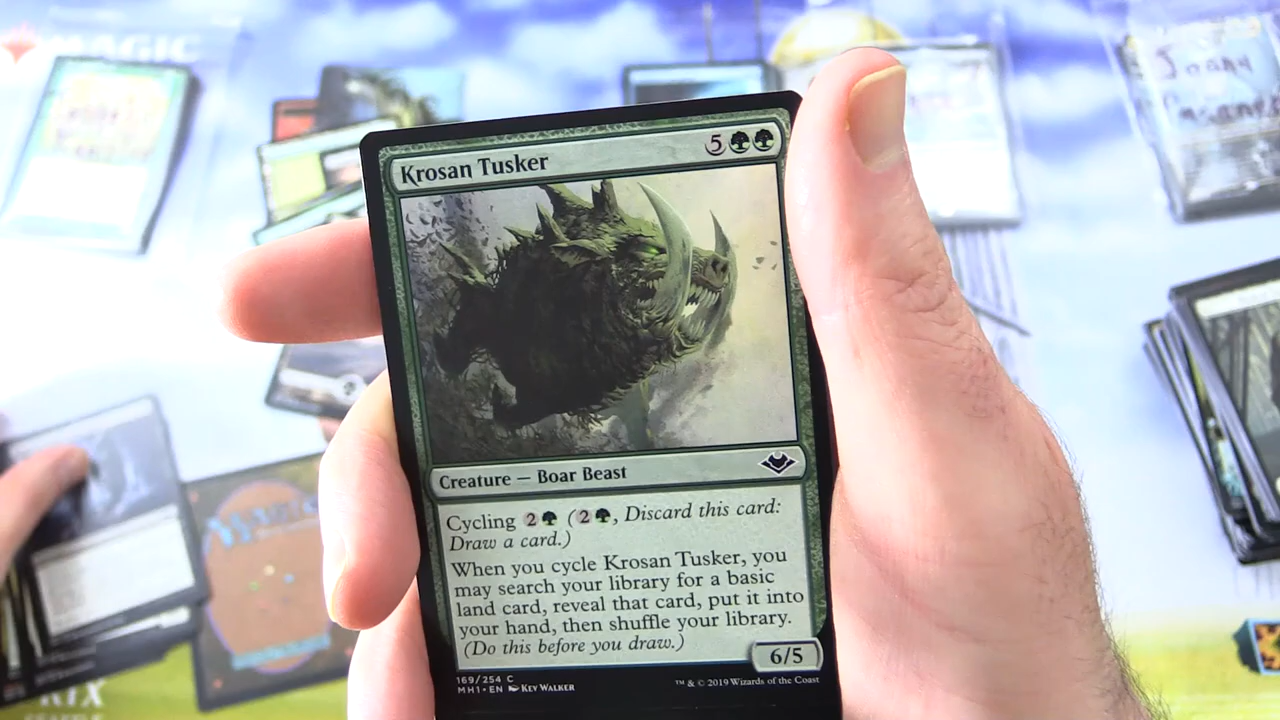 MAGIC
Krosan Tusker
5
Creature — Boar Beast
Cycling 2 (2, Discard this card:
Draw a card.)
When you cycle Krosan Tusker, you
may search your library for a basic
land card, reveal that card, put it into
your hand, then shuffle your library.
(Do this before you draw.)
6/5
169/254 C
MH1 • EN Kev Walker
™ & © 2019 Wizards of the Coast